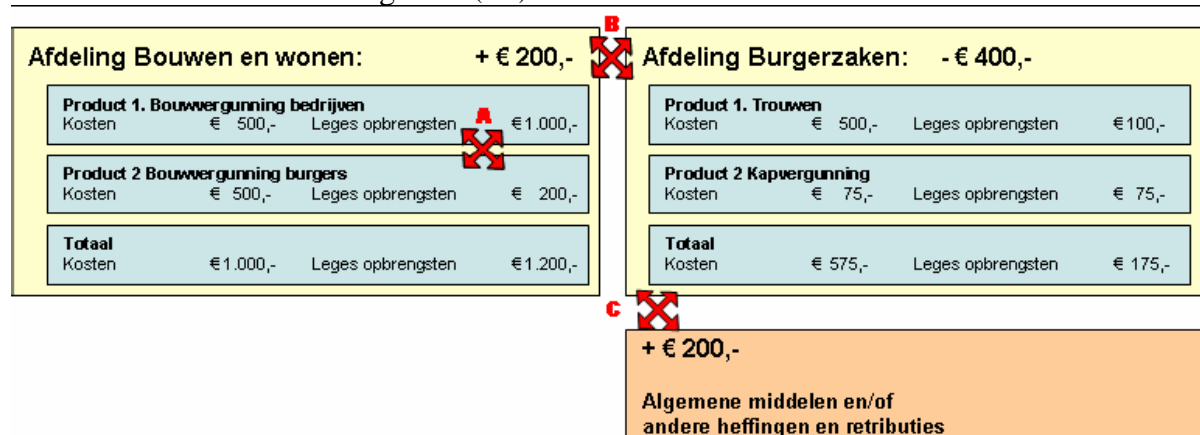 B
Afdeling Bouwen en wonen: + € 200,-
Product 1. Bouwvergunning bedrijven
Kosten € 500,- Leges opbrengsten €1.000,-
A
Product 2 Bouwvergunning burgers
Kosten € 500,- Leges opbrengsten € 200,-
Totaal
Kosten €1.000,- Leges opbrengsten €1.200,-
Afdeling Burgerzaken: - € 400,-
Product 1. Trouwen
Kosten € 500,- Leges opbrengsten €100,-
Product 2 Kapvergunning
Kosten € 75,- Leges opbrengsten € 75,-
Totaal
Kosten € 575,- Leges opbrengsten € 175,-
C
+ € 200,-
Algemene middelen en/of
andere heffingen en retributies